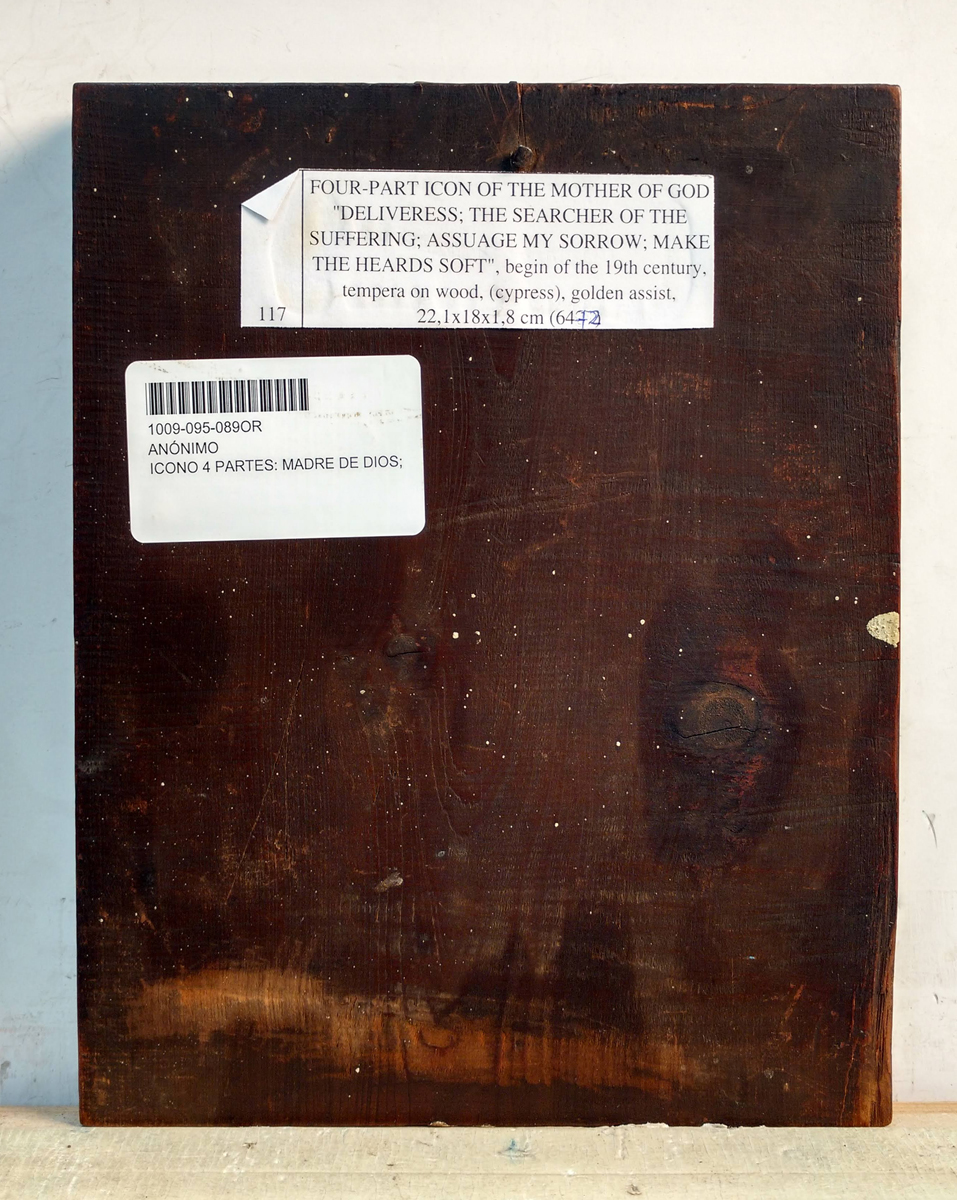 FOUR-PART ICON OF THE MOTHER OF GOD
"DELIVERESS; THE SEARCHER OF THE
SUFFERING; ASSUAGE MY SORROW; MAKE
THE HEARDS SOFT", begin of the 19th century,
tempera on wood, (cypress), golden assist,
117
22,1x18x1,8 cm
1009-095-089OR
ANÓNIMO
ICONO 4 PARTES: MADRE DE DIOS;